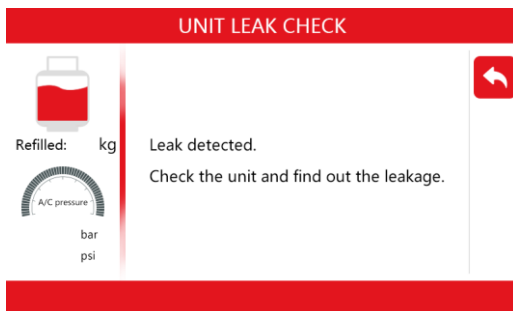 UNIT LEAK CHECK
Refilled: kg
A/C pressure
bar
psi
Leak detected.
Check the unit and find out the leakage.